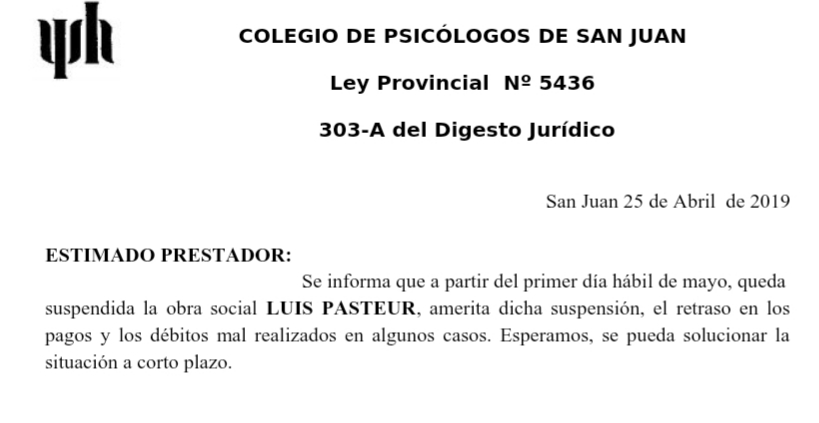 COLEGIO DE PSICÓLOGOS DE SAN JUAN
Ley Provincial Nº 5436
303-A del Digesto Jurídico
San Juan 25 de Abril de 2019
ESTIMADO PRESTADOR:
Se informa que a partir del primer día hábil de mayo, queda
suspendida la obra social LUIS PASTEUR, amerita dicha suspensión, el retraso en los
pagos y los débitos mal realizados en algunos casos. Esperamos, se pueda solucionar la
situación a corto plazo.